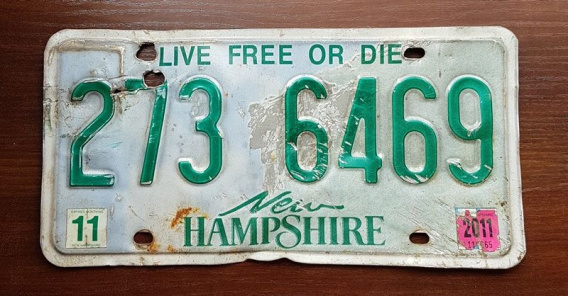 LIVE FREE OR DIE
273 6469
New
HAMPSHIRE
11
2011